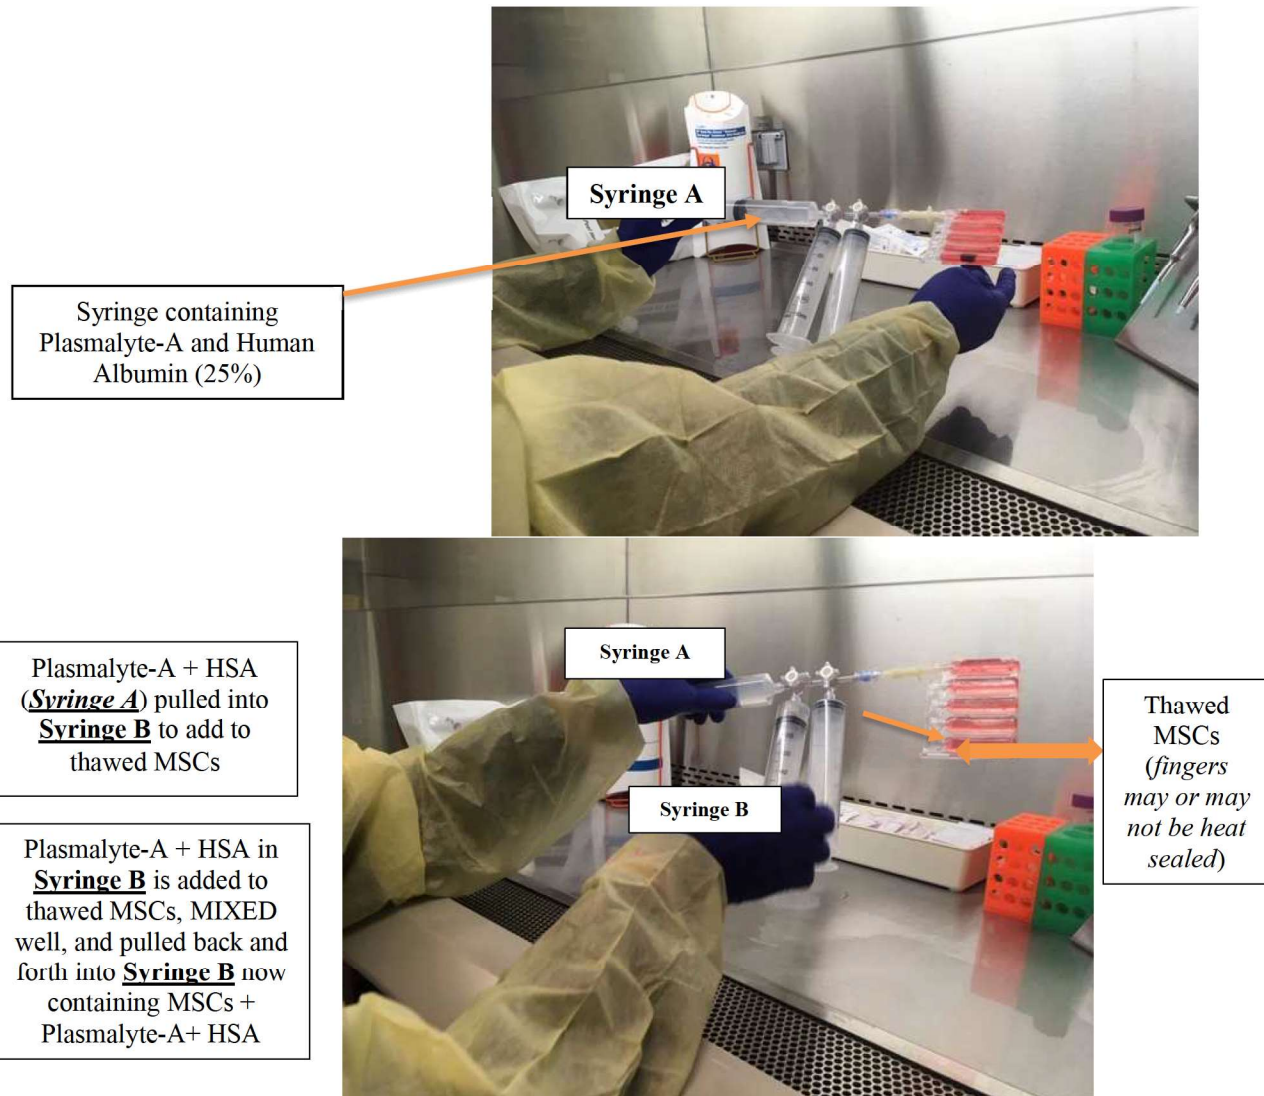 Syringe A
Syringe containing
Plasmalyte-A and Human
Albumin (25%)
Plasmalyte-A + HSA
(Syringe A) pulled into
Syringe B to add to
thawed MSCs
Syringe A
Syringe B
Thawed
MSCs
(fingers
may or may
not be heat
sealed)
Plasmalyte-A + HSA in
Syringe B is added to
thawed MSCs, MIXED
well, and pulled back and
forth into Syringe B now
containing MSCs +
Plasmalyte-A+ HSA